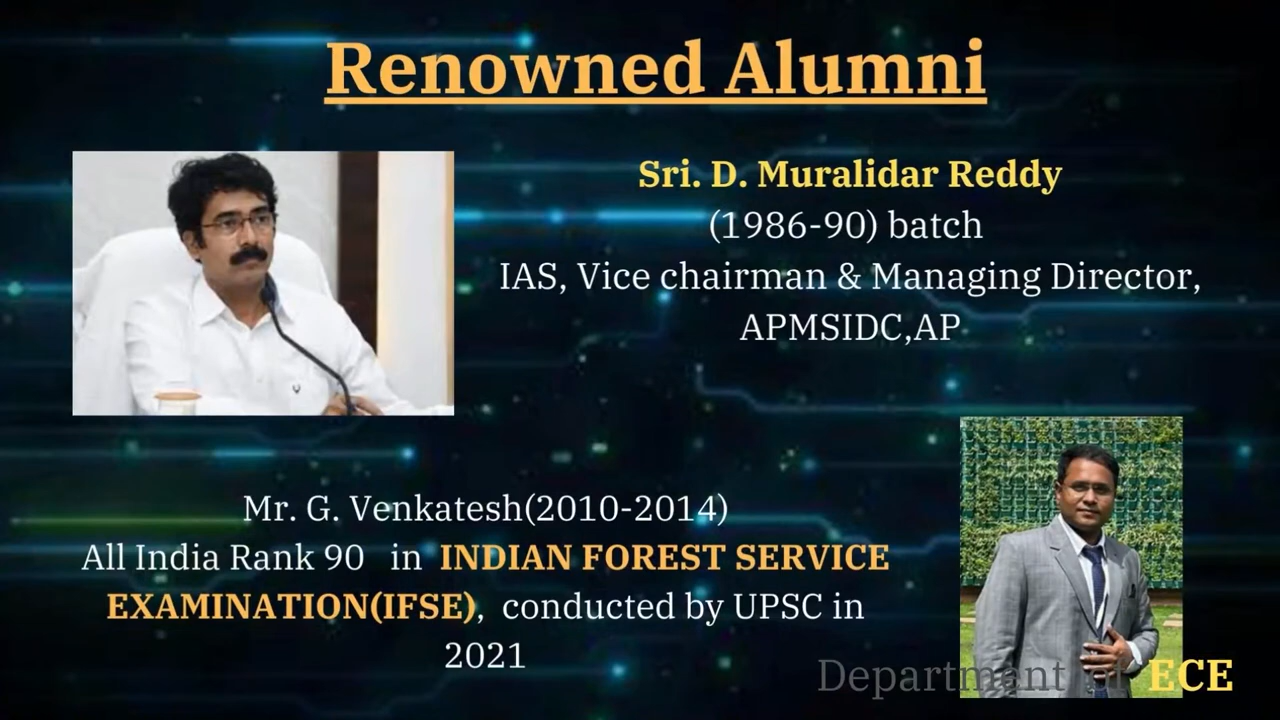 Renowned Alumni
Sri. D. Muralidar Reddy
(1986-90) batch
IAS, Vice chairman & Managing Director,
APMSIDC,AP
Mr. G. Venkatesh(2010-2014)
All India Rank 90 in INDIAN FOREST SERVICE
EXAMINATION(IFSE), conducted by UPSC in
2021
Department of ECE